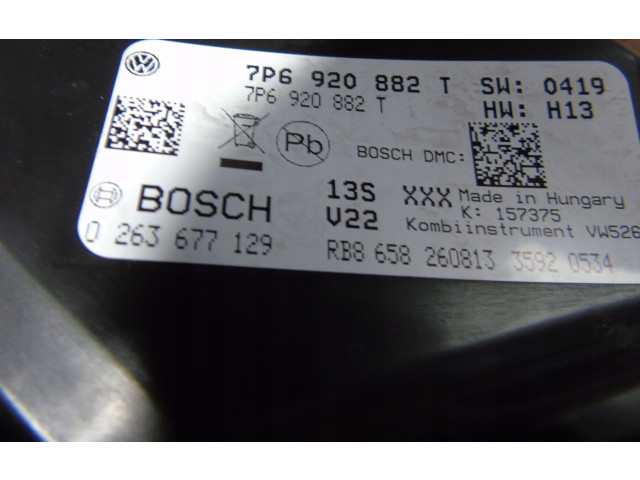 7P6 920 882 T SW: 0419
7P6 920 882 T HW: H13
Pb BOSCH DMC:
BOSCH 13S XXX Made in Hungary
V22 K: 157375
Kombiinstrument VW526
0 263 677 129 RB8 658 260813 3592 0534